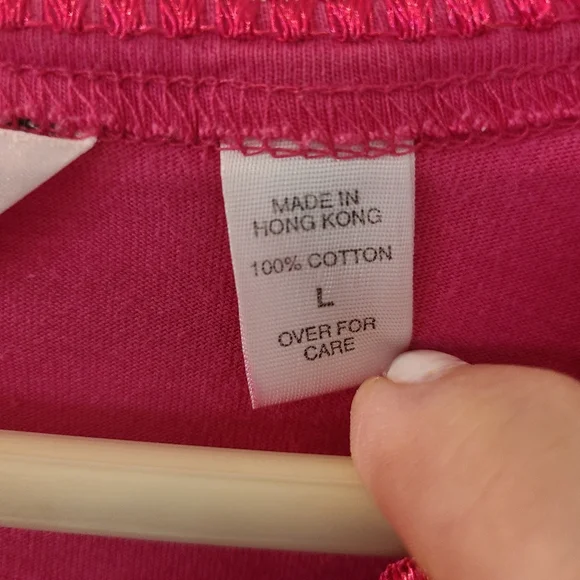 MADE IN
HONG KONG
100% COTTON
L
OVER FOR
CARE